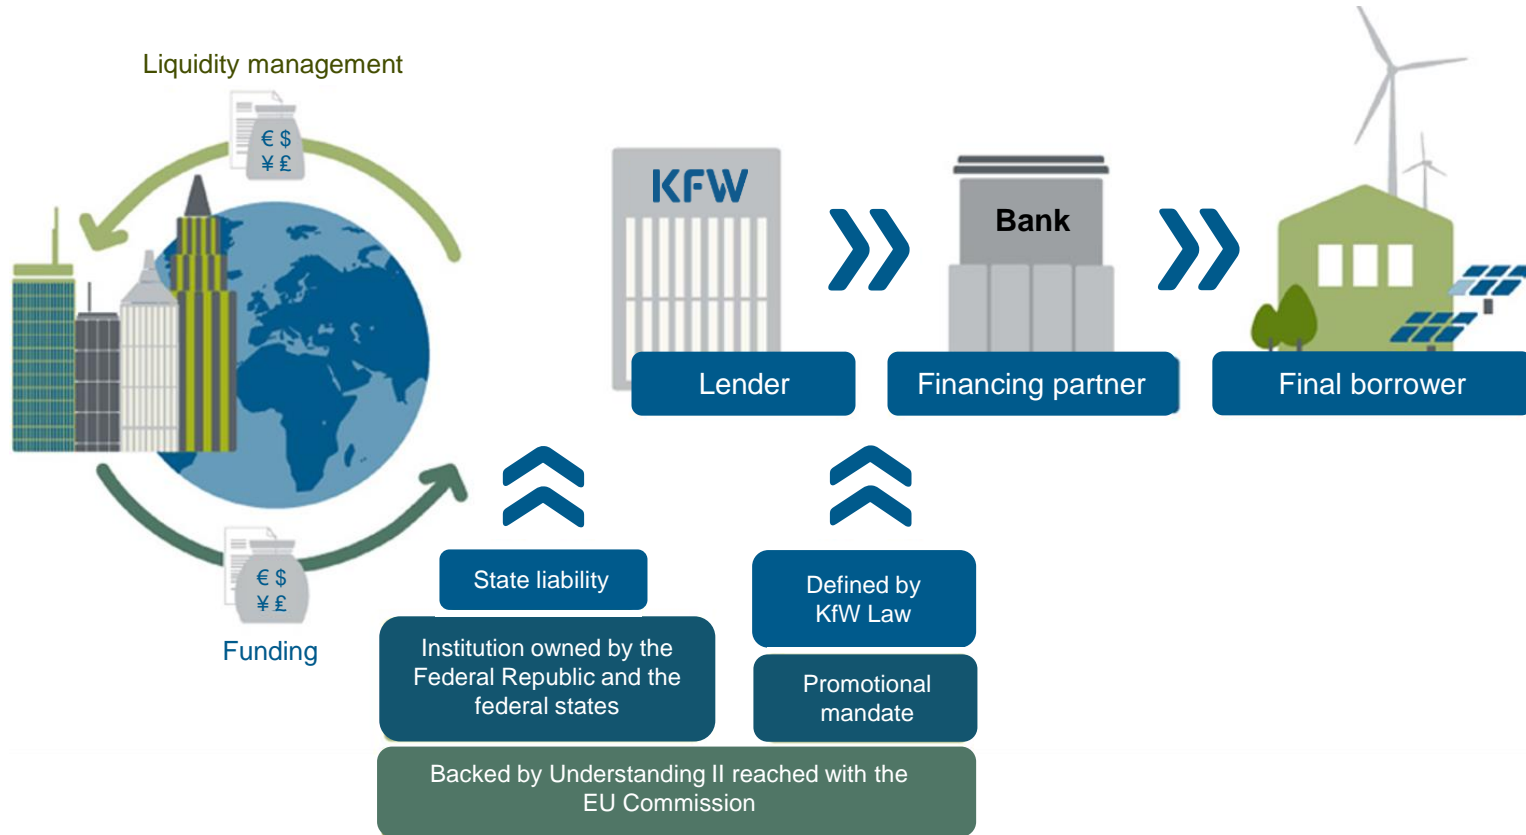 Liquidity management
€ $
¥ £
KFW
Bank
Lender
Financing partner
Final borrower
€ $
¥ £
Funding
State liability
Institution owned by the
Federal Republic and the
federal states
Defined by
KfW Law
Promotional
mandate
Backed by Understanding II reached with the
EU Commission